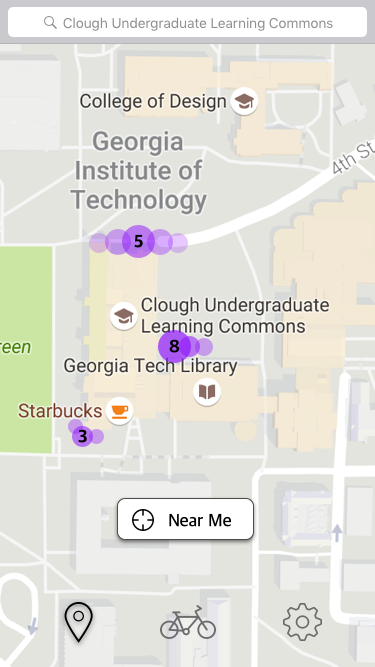 Clough Undergraduate Learning Commons
College of Design
Georgia
Institute of
Technology
4th St
5
Clough Undergraduate
Learning Commons
8
reen
Georgia Tech Library
Starbucks
3
Near Me